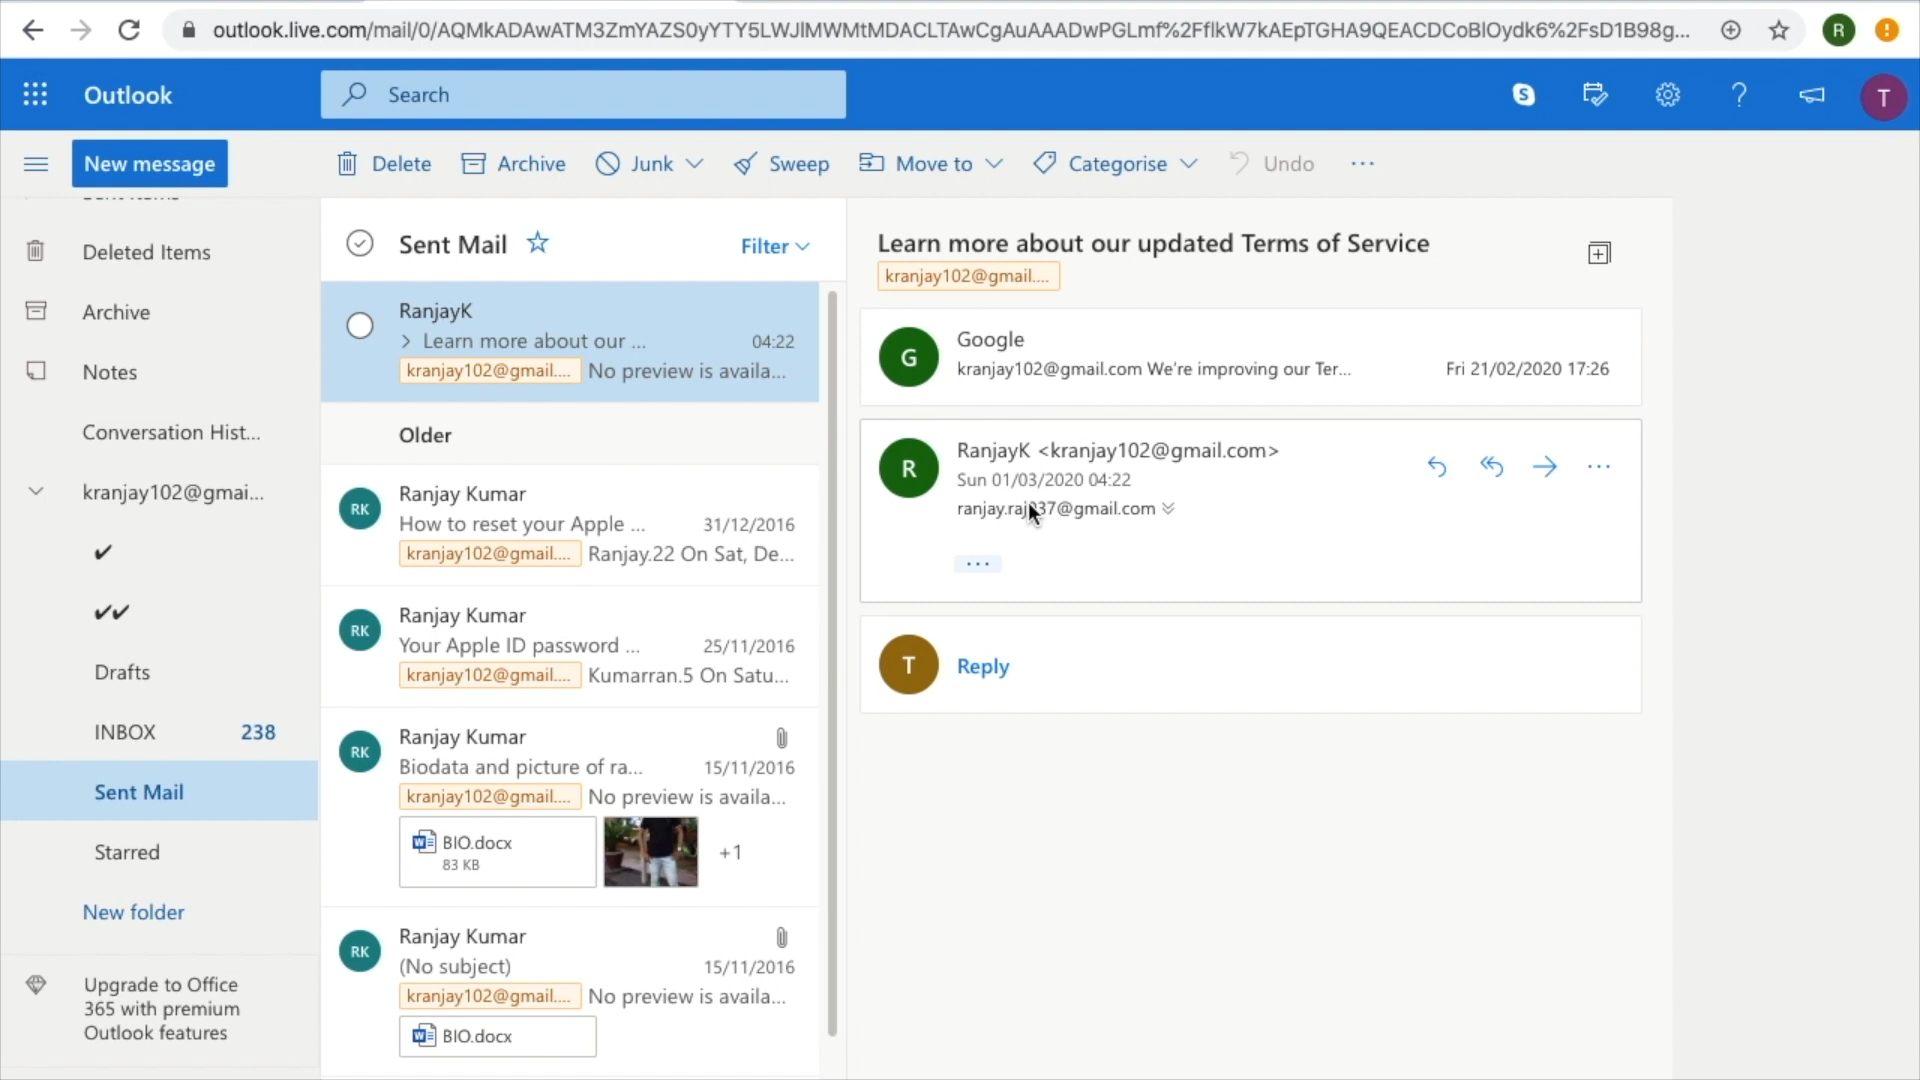 outlook.live.com/mail/0/AQMkADAwATM3ZmYAZS0yYTY5LWJlMWMtMDACLTAwCgAuAAADwPGLmf%2FflkW7kAEpTGHA9QEACDCoBlOydk6%2FsD1B98g...
R
Outlook
Search
T
New message
Delete
Archive
Junk
Sweep
Move to
Categorise
Undo
Deleted Items
Archive
Notes
Conversation Hist...
kranjay102@gmai...
✔
✔✔
Drafts
INBOX 238
Sent Mail
Starred
New folder
Upgrade to Office
365 with premium
Outlook features
Sent Mail
Filter
RanjayK
Learn more about our ... 04:22
kranjay102@gmail.... No preview is availa...
Older
RK
Ranjay Kumar
How to reset your Apple ... 31/12/2016
kranjay102@gmail.... Ranjay.22 On Sat, De...
RK
Ranjay Kumar
Your Apple ID password ... 25/11/2016
kranjay102@gmail.... Kumarran.5 On Satu...
RK
Ranjay Kumar
Biodata and picture of ra... 15/11/2016
kranjay102@gmail.... No preview is availa...
BIO.docx
83 KB
+1
RK
Ranjay Kumar
(No subject) 15/11/2016
kranjay102@gmail.... No preview is availa...
BIO.docx
Learn more about our updated Terms of Service
kranjay102@gmail....
G
Google
kranjay102@gmail.com We're improving our Ter... Fri 21/02/2020 17:26
R
RanjayK <kranjay102@gmail.com>
Sun 01/03/2020 04:22
...
T
Reply